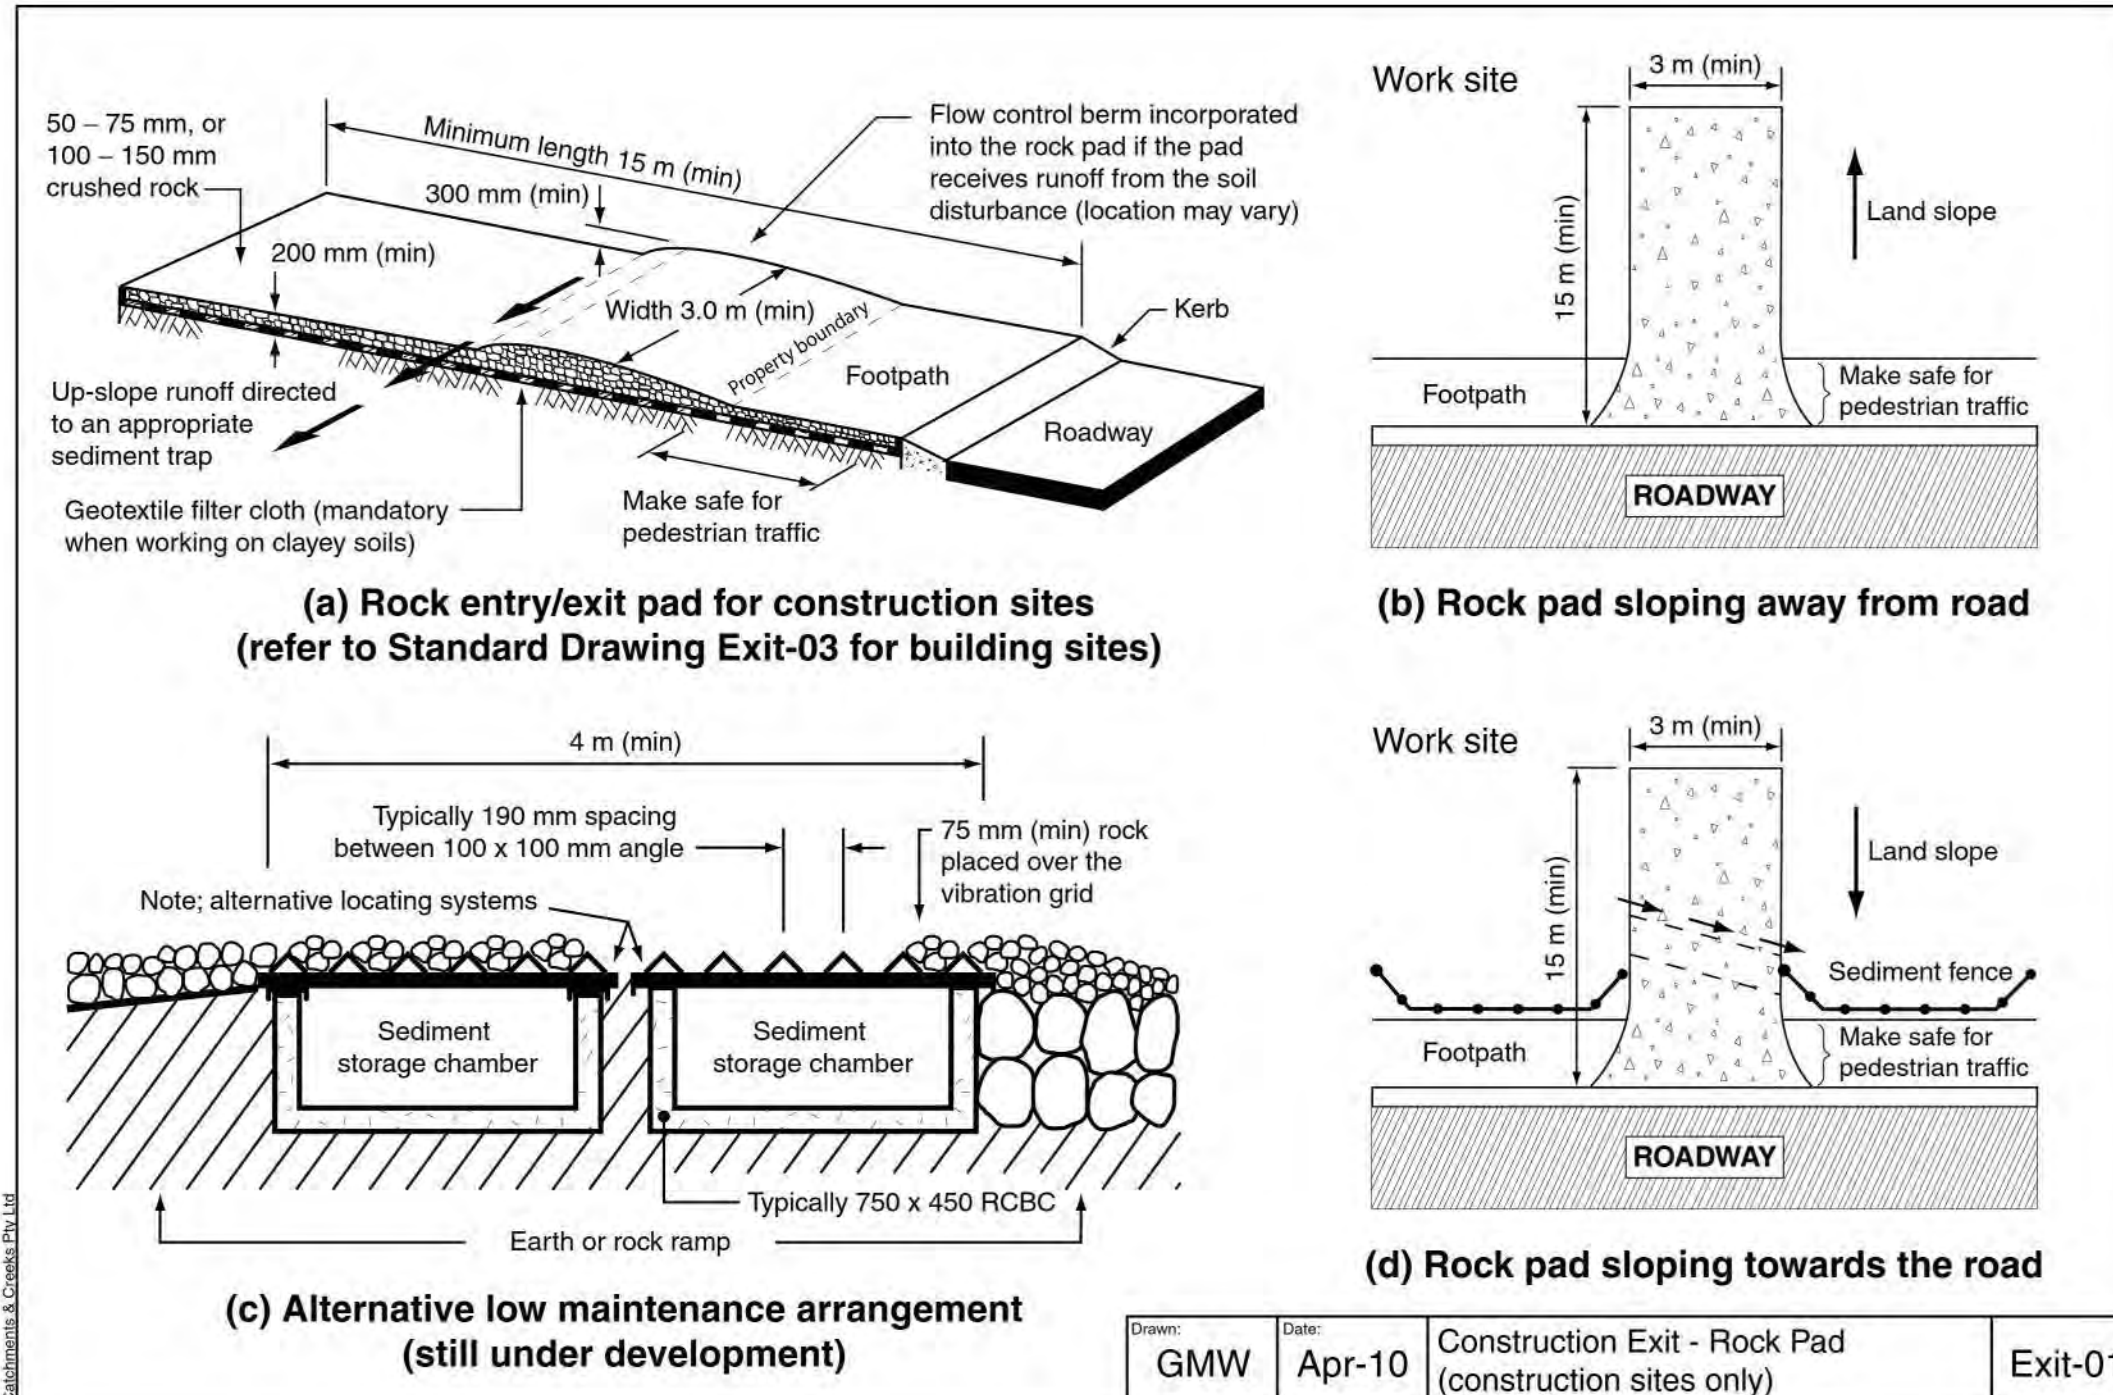 50 – 75 mm, or
100 – 150 mm
crushed rock
Minimum length 15 m (min)
300 mm (min)
200 mm (min)
Flow control berm incorporated
into the rock pad if the pad
receives runoff from the soil
disturbance (location may vary)
Width 3.0 m (min)
Property boundary
Kerb
Footpath
Roadway
Up-slope runoff directed
to an appropriate
sediment trap
Geotextile filter cloth (mandatory
when working on clayey soils)
Make safe for
pedestrian traffic
(a) Rock entry/exit pad for construction sites
(refer to Standard Drawing Exit-03 for building sites)
Work site
3 m (min)
15 m (min)
Land slope
Footpath
Make safe for
pedestrian traffic
ROADWAY
(b) Rock pad sloping away from road
4 m (min)
Typically 190 mm spacing
between 100 x 100 mm angle
75 mm (min) rock
placed over the
vibration grid
Note; alternative locating systems
Sediment
storage chamber
Sediment
storage chamber
Typically 750 x 450 RCBC
Earth or rock ramp
(c) Alternative low maintenance arrangement
(still under development)
Work site
3 m (min)
15 m (min)
Land slope
Sediment fence
Footpath
Make safe for
pedestrian traffic
ROADWAY
(d) Rock pad sloping towards the road
Catchments & Creeks Pty Ltd
Drawn:
GMW
Date:
Apr-10
Construction Exit - Rock Pad
(construction sites only)
Exit-01